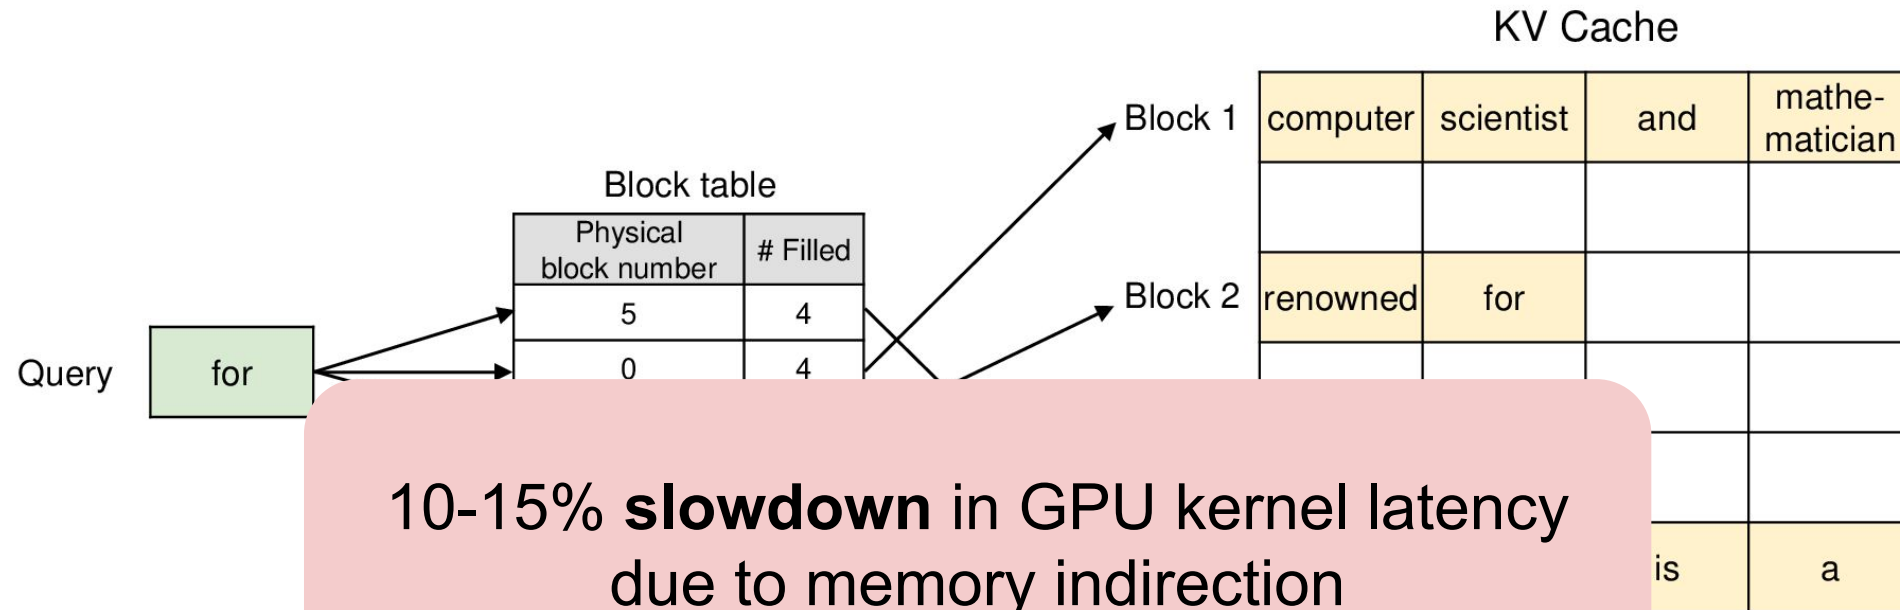 KV Cache
Block 1 computer scientist and mathe-
matician
Block table
Physical
block number # Filled
5 4
Block 2 renowned for
0 4
Query for
10-15% slowdown in GPU kernel latency
due to memory indirection
is a